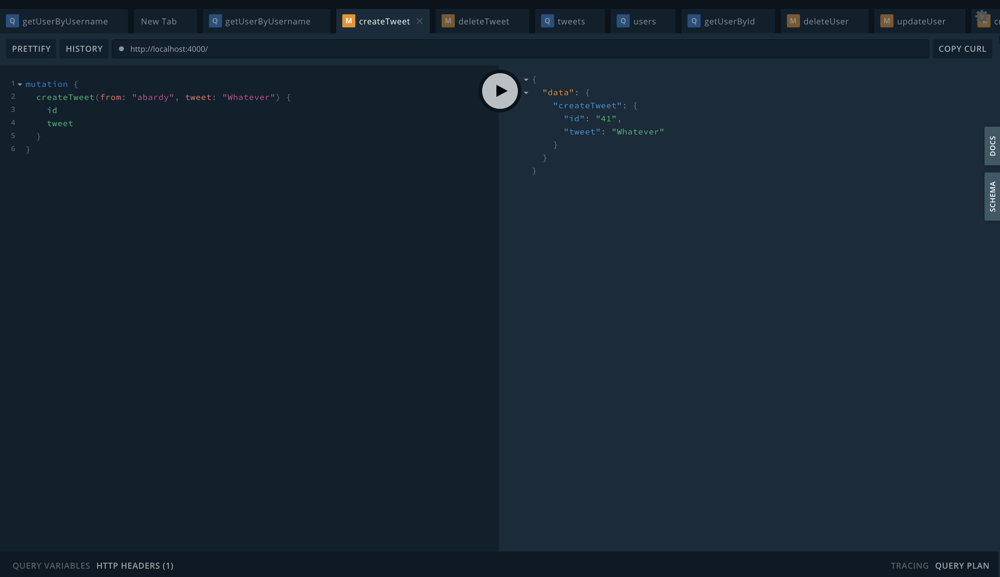 Q getUserByUsername New Tab Q getUserByUsername M createTweet M deleteTweet Q tweets Q users Q getUserById M deleteUser M updateUser M
PRETTIFY HISTORY http://localhost:4000/ COPY CURL
1 mutation {
2 createTweet(from: "abardy", tweet: "Whatever") {
3 id
4 tweet
5 }
6 }
{
"data": {
"createTweet": {
"id": "41",
"tweet": "Whatever"
}
}
}
DOCS
SCHEMA
QUERY VARIABLES HTTP HEADERS (1) TRACING QUERY PLAN